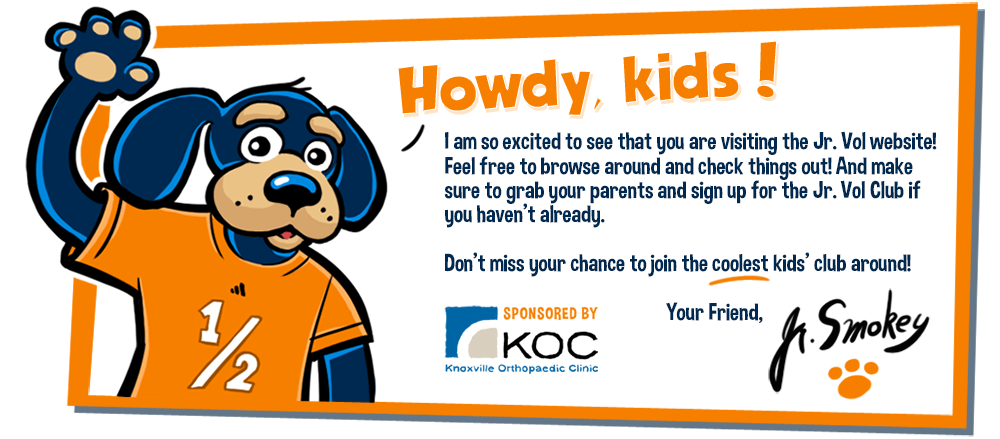 Howdy, kids!
I am so excited to see that you are visiting the Jr. Vol website!
Feel free to browse around and check things out! And make
sure to grab your parents and sign up for the Jr. Vol Club if
you haven't already.
Don't miss your chance to join the coolest kids' club around!
Your Friend,
Jr. Smokey
SPONSORED BY
KOC
Knoxville Orthopaedic Clinic
1/2